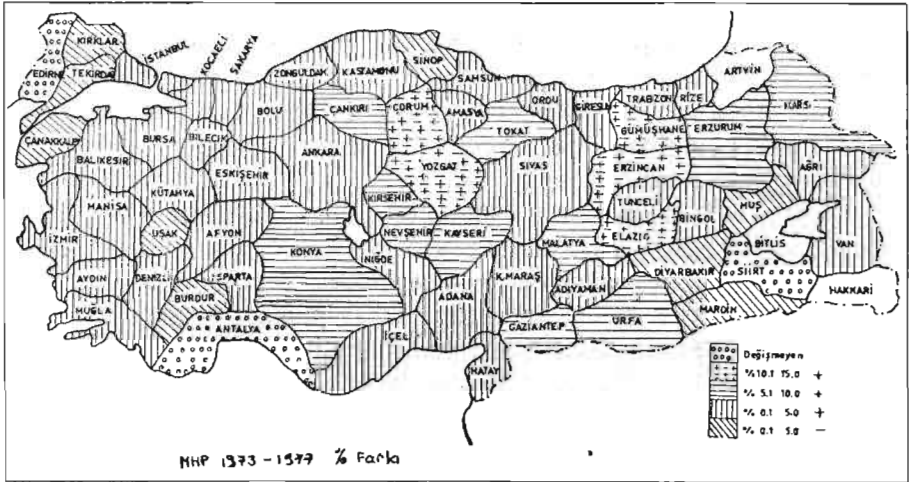 KIRKLAR
EDİRNE
TEKİRDA
İSTANBUL
KOCAELİ
SAKARYA
ZONGULDAK
KASTAMONU
SİNOP
SAMSUN
ARTVİN
BOLU
ÇANKIRI
ÇORUM
AMASYA
ORDU
GİRESUN
TRABZON
RİZE
KARS
ÇANAKKALE
BURSA
BİLECİK
TOKAT
GÜMÜŞHANE
ERZURUM
BALIKESİR
ANKARA
ESKİŞEHİR
YOZGAT
SİVAS
ERZİNCAN
AĞRI
KÜTAHYA
KIRŞEHİR
TUNCELİ
BİNGÖL
MUŞ
MANİSA
UŞAK
AFYON
NEVŞEHİR
KAYSERİ
MALATYA
ELAZIĞ
BİTLİS
VAN
İZMİR
KONYA
NİĞDE
DİYARBAKIR
SİİRT
AYDIN
DENİZLİ
ISPARTA
K.MARAŞ
ADIYAMAN
HAKKARİ
BURDUR
ADANA
MUĞLA
MARDİN
ANTALYA
İÇEL
GAZİANTEP
URFA
HATAY
Değişmeyen
% 10.1 15.0 +
% 5.1 10.0 +
% 0.1 5.0 +
% 0.1 5.0 −
MHP 1973-1977 % Farkı